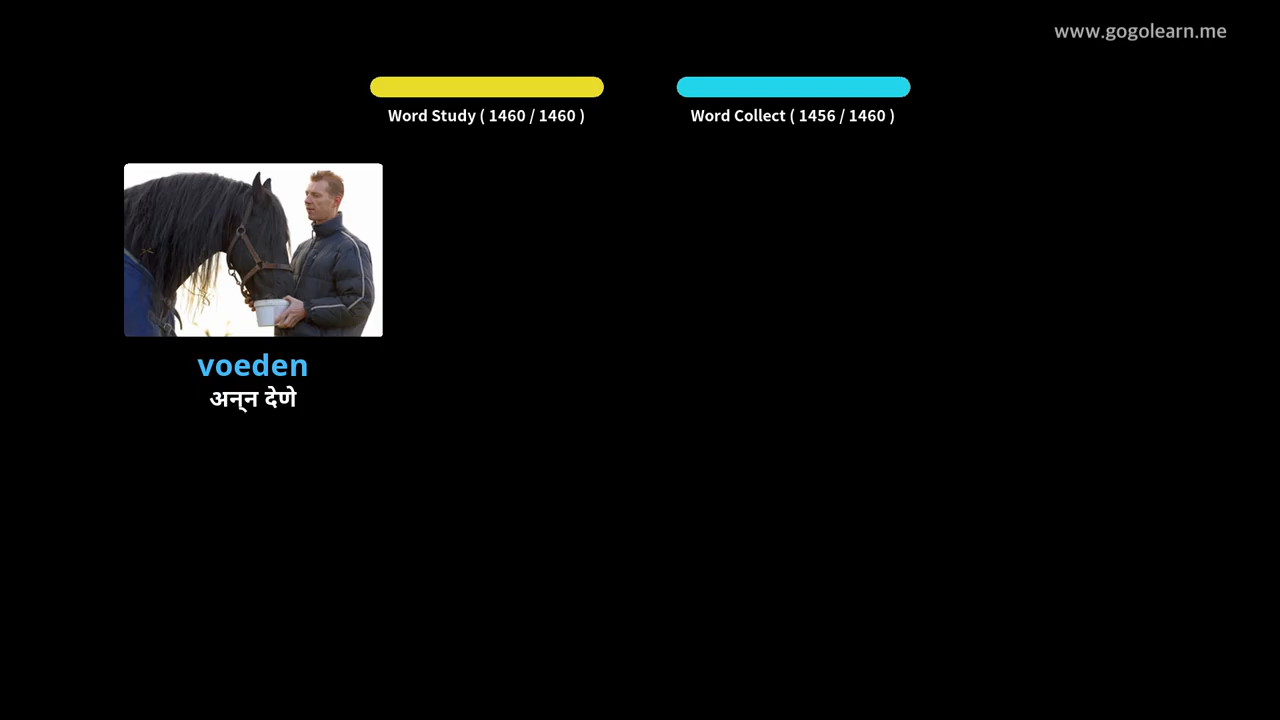 www.gogolearn.me
Word Study ( 1460 / 1460 )
Word Collect ( 1456 / 1460 )
voeden
अन्‌न देणे